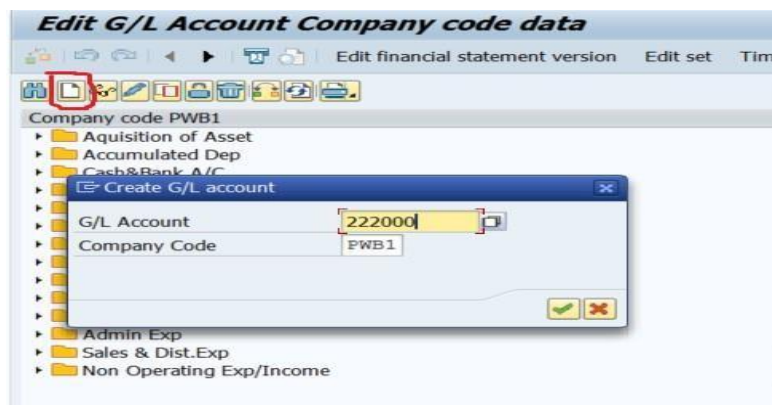 Edit G/L Account Company code data
Edit financial statement version Edit set Tim
Company code PWB1
Aquisition of Asset
Accumulated Dep
Cash&Bank A/C
Create G/L account
G/L Account 222000
Company Code PWB1
Admin Exp
Sales & Dist.Exp
Non Operating Exp/Income